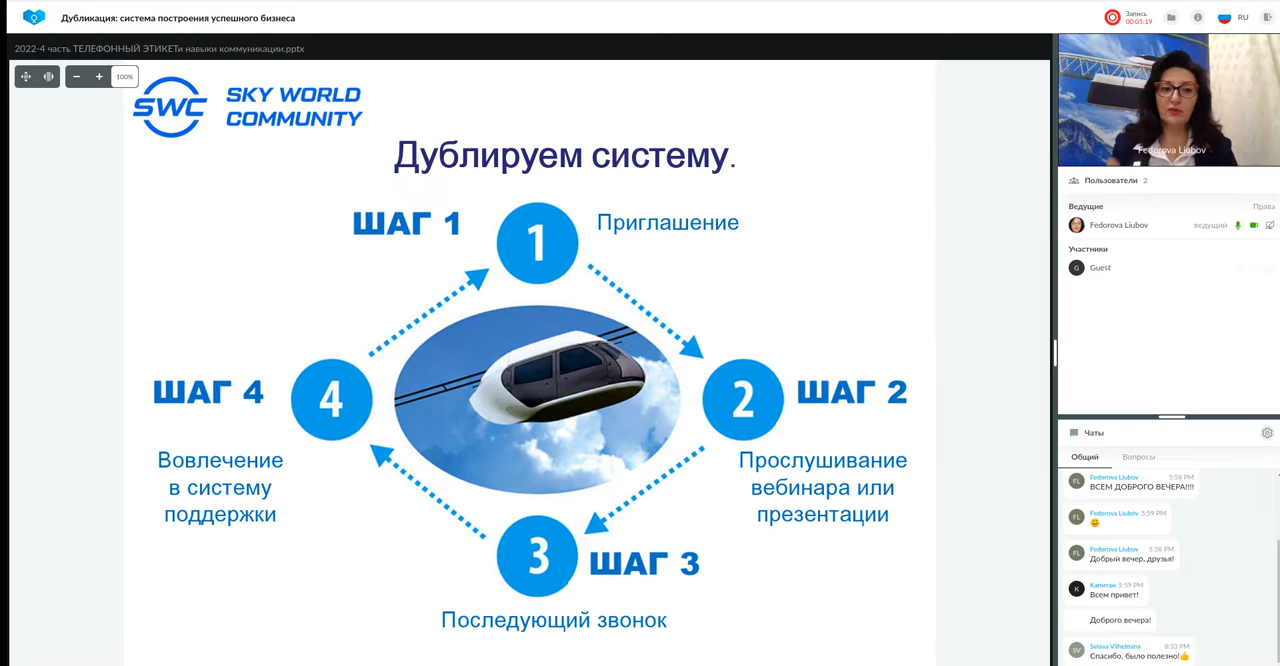 Дубликация: система построения успешного бизнеса
Запись
00:05:19
RU
2022-4 часть ТЕЛЕФОННЫЙ ЭТИКЕТи навыки коммуникации.pptx
100%
SWC
SKY WORLD
COMMUNITY
Дублируем систему.
ШАГ 1
1
Приглашение
ШАГ 4
4
2
ШАГ 2
Вовлечение
в систему
поддержки
Прослушивание
вебинара или
презентации
3
ШАГ 3
Последующий звонок
Fedorova Liubov
Пользователи 2
Ведущие
Права
Fedorova Liubov
ведущий
Участники
G
Guest
Чаты
Общий
Вопросы
FL
Fedorova Liubov 5:58 PM
ВСЕМ ДОБРОГО ВЕЧЕРА!!!!
FL
Fedorova Liubov 5:59 PM
😊
FL
Fedorova Liubov 5:58 PM
Добрый вечер, друзья!
К
Капитан 5:59 PM
Всем привет!
Доброго вечера!
SV
Selava Vilhelmina 8:33 PM
Спасибо, было полезно!👍